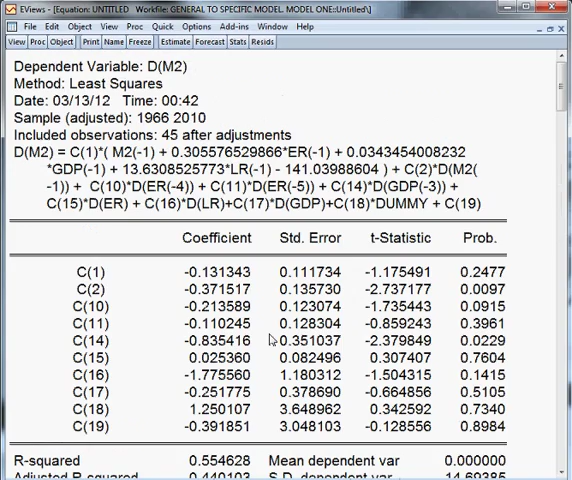 EViews - [Equation: UNTITLED   Workfile: GENERAL TO SPECIFIC MODEL. MODEL ONE::Untitled\]
File Edit Object View Proc Quick Options Add-ins Window Help
View Proc Object Print Name Freeze Estimate Forecast Stats Resids
Dependent Variable: D(M2)
Method: Least Squares
Date: 03/13/12   Time: 00:42
Sample (adjusted): 1966 2010
Included observations: 45 after adjustments
D(M2) = C(1)*( M2(-1) + 0.305576529866*ER(-1) + 0.0343454008232
*GDP(-1) + 13.6308525773*LR(-1) - 141.03988604 ) + C(2)*D(M2(
-1)) + C(10)*D(ER(-4)) + C(11)*D(ER(-5)) + C(14)*D(GDP(-3)) +
C(15)*D(ER) + C(16)*D(LR)+C(17)*D(GDP)+C(18)*DUMMY + C(19)
Coefficient Std. Error t-Statistic Prob.
C(1) -0.131343 0.111734 -1.175491 0.2477
C(2) -0.371517 0.135730 -2.737177 0.0097
C(10) -0.213589 0.123074 -1.735443 0.0915
C(11) -0.110245 0.128304 -0.859243 0.3961
C(14) -0.835416 0.351037 -2.379849 0.0229
C(15) 0.025360 0.082496 0.307407 0.7604
C(16) -1.775560 1.180312 -1.504315 0.1415
C(17) -0.251775 0.378690 -0.664856 0.5105
C(18) 1.250107 3.648962 0.342592 0.7340
C(19) -0.391851 3.048103 -0.128556 0.8984
R-squared 0.554628 Mean dependent var 0.000000
Adjusted R-squared 0.440103 S.D. dependent var 14.69385